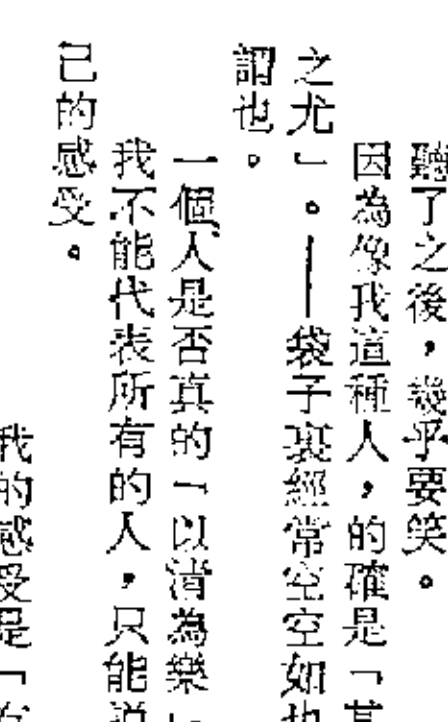 聽了之後，幾乎要笑。
因為像我這種人，的確是「
之尤」。——袋子裏經常空空如也
謂也。
一個人是否真的「以渚為樂」
我不能代表所有的人，只能說
己的感受。
我的感受是「